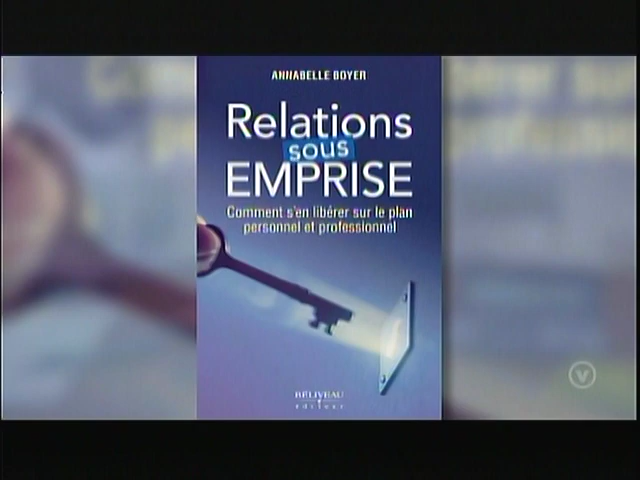 ANNABELLE BOYER
Relations
sous
EMPRISE
Comment s'en libérer sur le plan
personnel et professionnel
BÉLIVEAU
éditeur
V